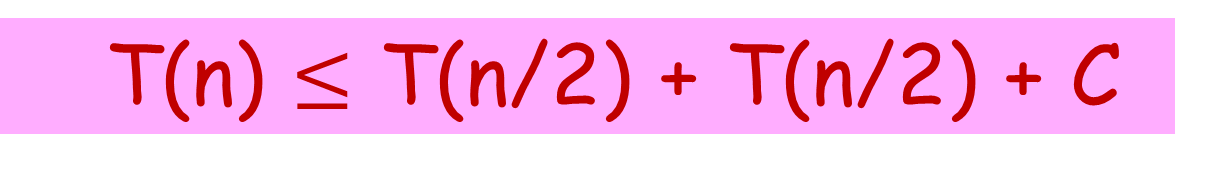 T(n) ≤ T(n/2) + T(n/2) + C